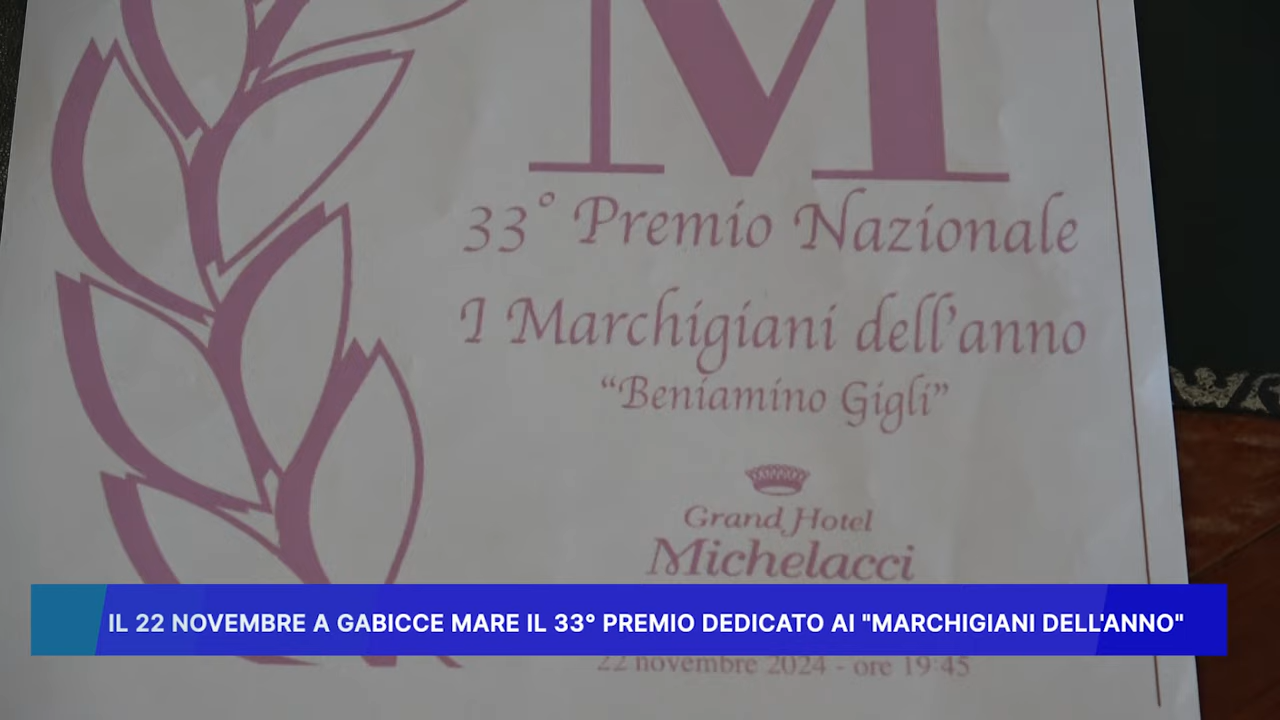 M
33° Premio Nazionale
I Marchigiani dell'anno
“Beniamino Gigli”
Grand Hotel
Michelacci
IL 22 NOVEMBRE A GABICCE MARE IL 33° PREMIO DEDICATO AI "MARCHIGIANI DELL'ANNO"
22 novembre 2024 - ore 19:45